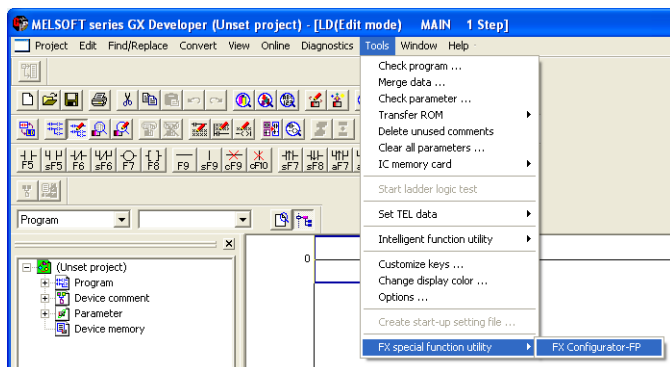 MELSOFT series GX Developer (Unset project) - [LD(Edit mode)    MAIN    1 Step]
Project  Edit  Find/Replace  Convert  View  Online  Diagnostics  Tools  Window  Help
Check program ...
Merge data ...
Check parameter ...
Transfer ROM
Delete unused comments
Clear all parameters ...
IC memory card
Start ladder logic test
Set TEL data
Intelligent function utility
Customize keys ...
Change display color ...
Options ...
Create start-up setting file ...
FX special function utility
FX Configurator-FP
F5 sF5 F6 sF6 F7 F8 F9 sF9 cF9 cF10 sF7 sF8 aF7
Program
0
(Unset project)
Program
Device comment
Parameter
Device memory